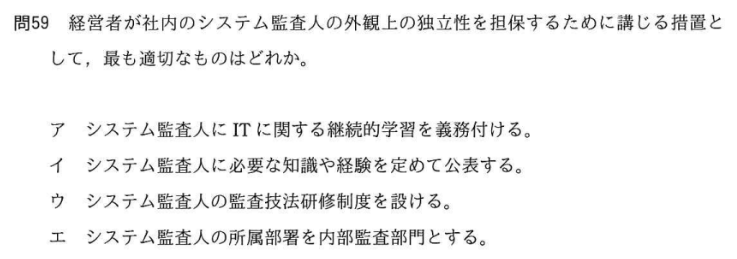 問59　経営者が社内のシステム監査人の外観上の独立性を担保するために講じる措置と
して，最も適切なものはどれか。
ア　システム監査人に IT に関する継続的学習を義務付ける。
イ　システム監査人に必要な知識や経験を定めて公表する。
ウ　システム監査人の監査技法研修制度を設ける。
エ　システム監査人の所属部署を内部監査部門とする。